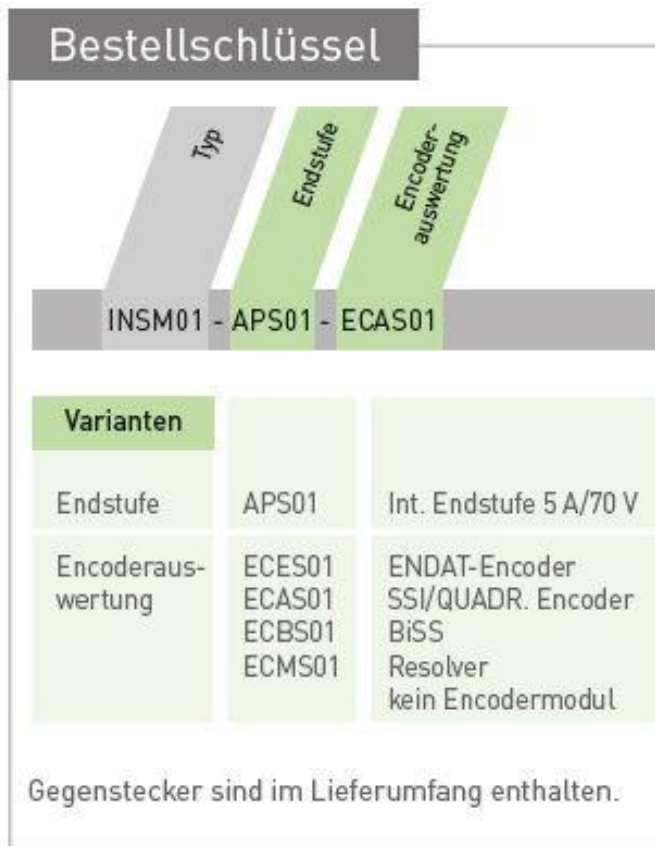 Bestellschlüssel
Typ
Endstufe
Encoder-
auswertung
INSM01 - APS01 - ECAS01
Varianten
Endstufe APS01 Int. Endstufe 5 A/70 V
Encoderaus- ECES01 ENDAT-Encoder
wertung ECAS01 SSI/QUADR. Encoder
ECBS01 BiSS
ECMS01 Resolver
kein Encodermodul
Gegenstecker sind im Lieferumfang enthalten.